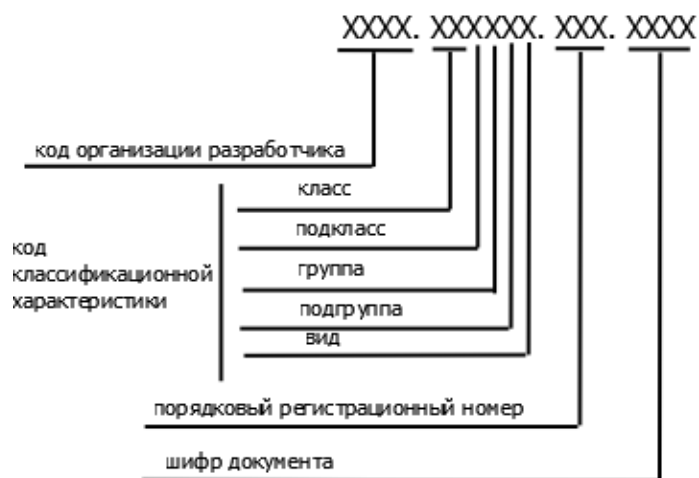 XXXX. XXXXXX. XXX. XXXX
код организации разработчика
класс
подкласс
код
классификационной
характеристики
группа
подгруппа
вид
порядковый регистрационный номер
шифр документа